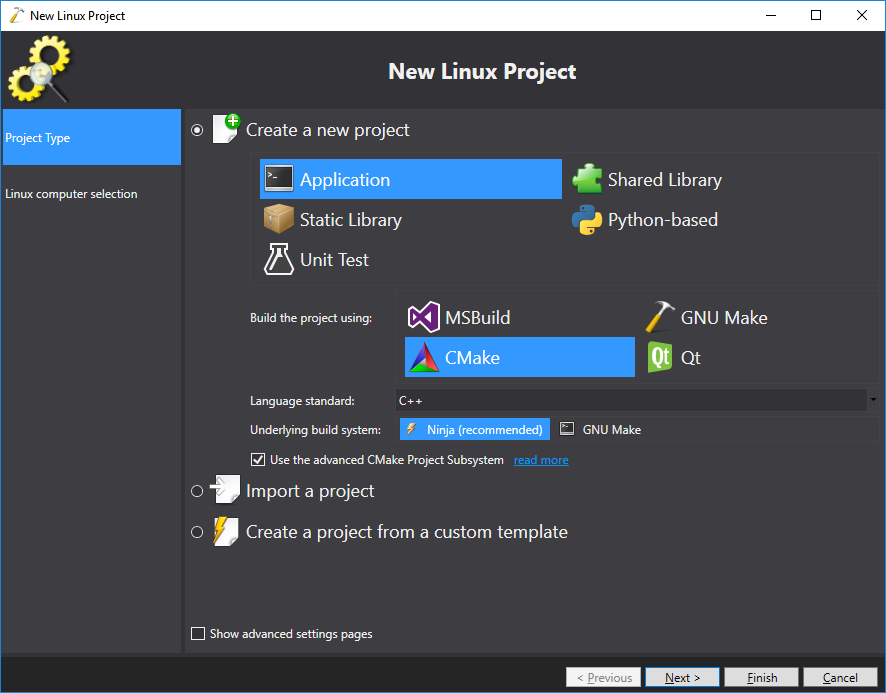 New Linux Project
New Linux Project
Project Type
Linux computer selection
Create a new project
Application
Shared Library
Static Library
Python-based
Unit Test
Build the project using:
MSBuild
GNU Make
CMake
Qt
Qt
Language standard:
C++
Underlying build system:
Ninja (recommended)
GNU Make
Use the advanced CMake Project Subsystem
read more
Import a project
Create a project from a custom template
Show advanced settings pages
< Previous
Next >
Finish
Cancel